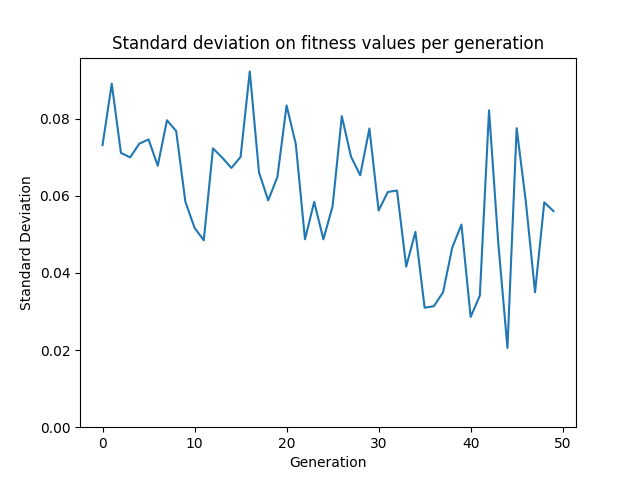 Standard deviation on fitness values per generation
Standard Deviation
0.08
0.06
0.04
0.02
0.00
0 10 20 30 40 50
Generation